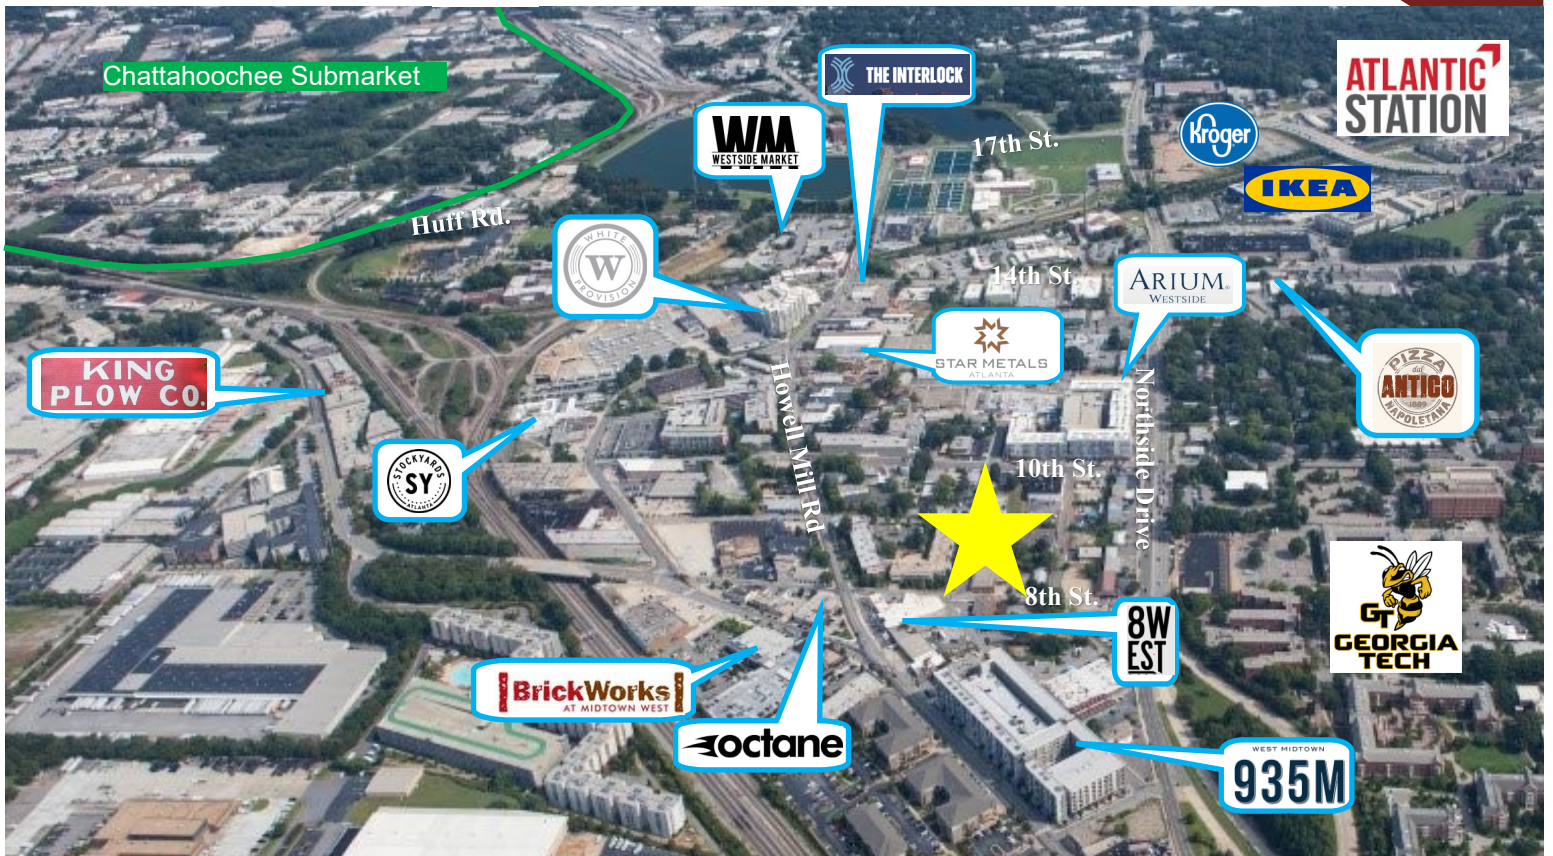 Chattahoochee Submarket
THE INTERLOCK
ATLANTIC
STATION
WM
WESTSIDE MARKET
17th St.
Kroger
IKEA
Huff Rd.
WHITE
W
PROVISION
14th St.
ARIUM
WESTSIDE
STAR METALS
ATLANTA
KING
PLOW CO.
PIZZA
dal
ANTICO
1889
NAPOLETANA
Howell Mill Rd
Northside Drive
STOCKYARDS
SY
ATLANTA
10th St.
8th St.
GT
GEORGIA
TECH
8W
EST
BrickWorks
AT MIDTOWN WEST
octane
WEST MIDTOWN
935M